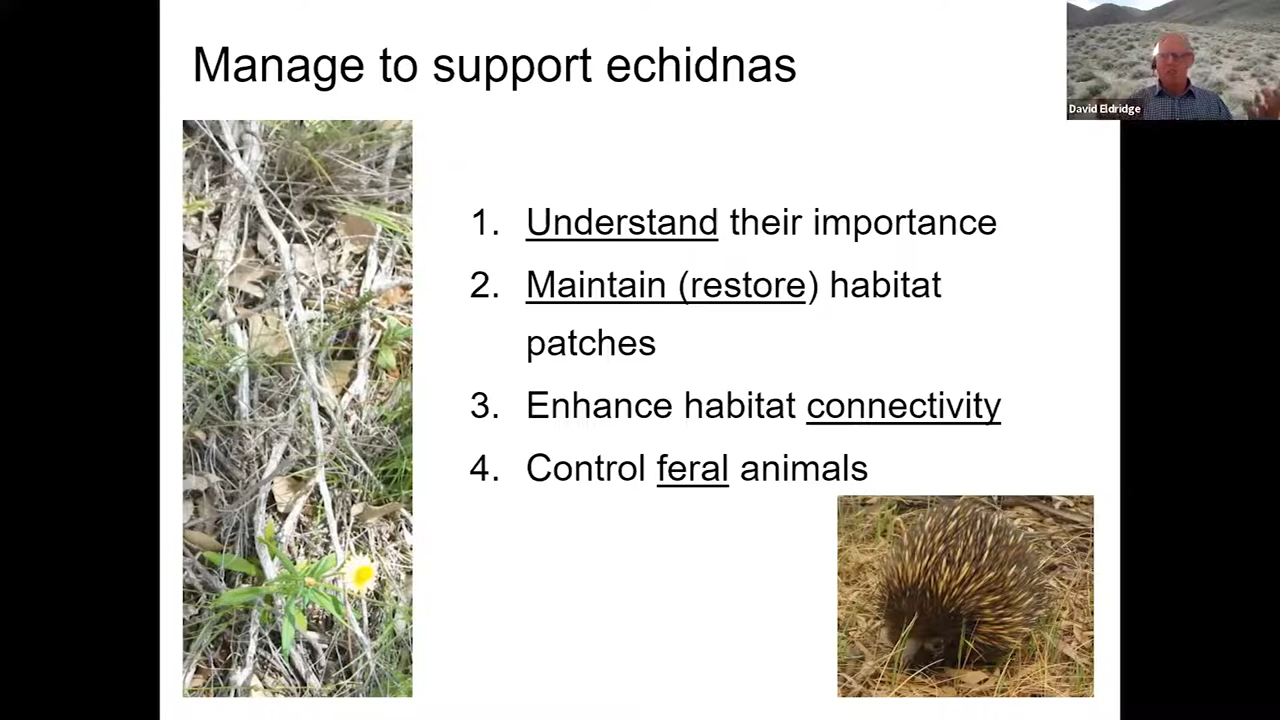 Manage to support echidnas
David Eldridge
1. Understand their importance
2. Maintain (restore) habitat
patches
3. Enhance habitat connectivity
4. Control feral animals